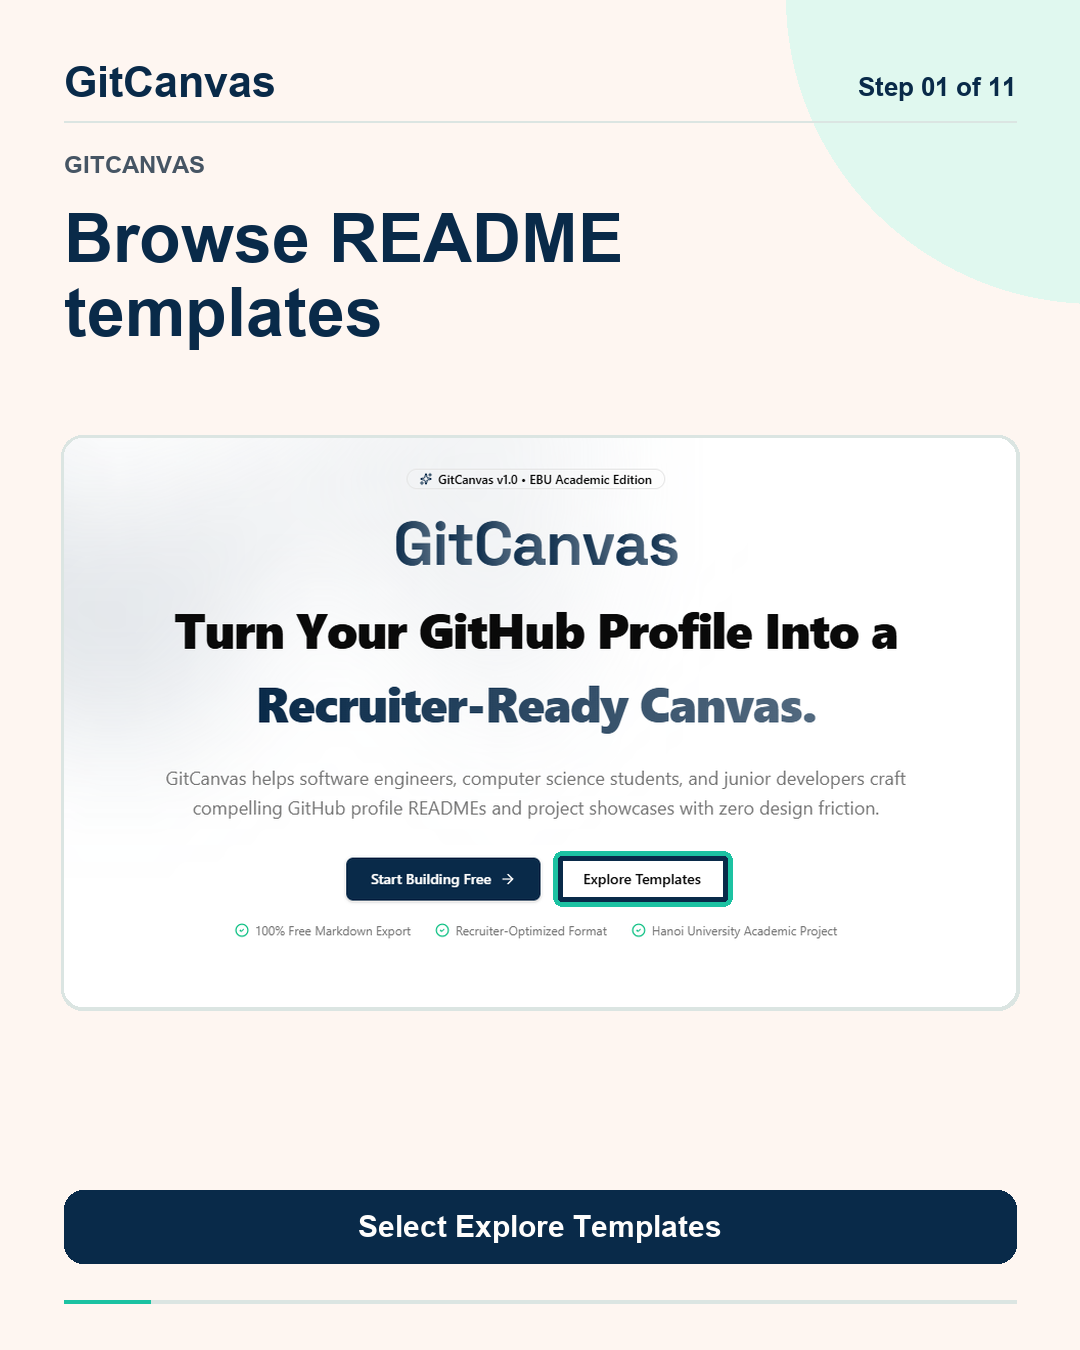 GitCanvas
Step 01 of 11
GITCANVAS
Browse README
templates
GitCanvas v1.0 • EBU Academic Edition
GitCanvas
Turn Your GitHub Profile Into a
Recruiter-Ready Canvas.
GitCanvas helps software engineers, computer science students, and junior developers craft
compelling GitHub profile READMEs and project showcases with zero design friction.
Start Building Free →
Explore Templates
100% Free Markdown Export
Recruiter-Optimized Format
Hanoi University Academic Project
Select Explore Templates